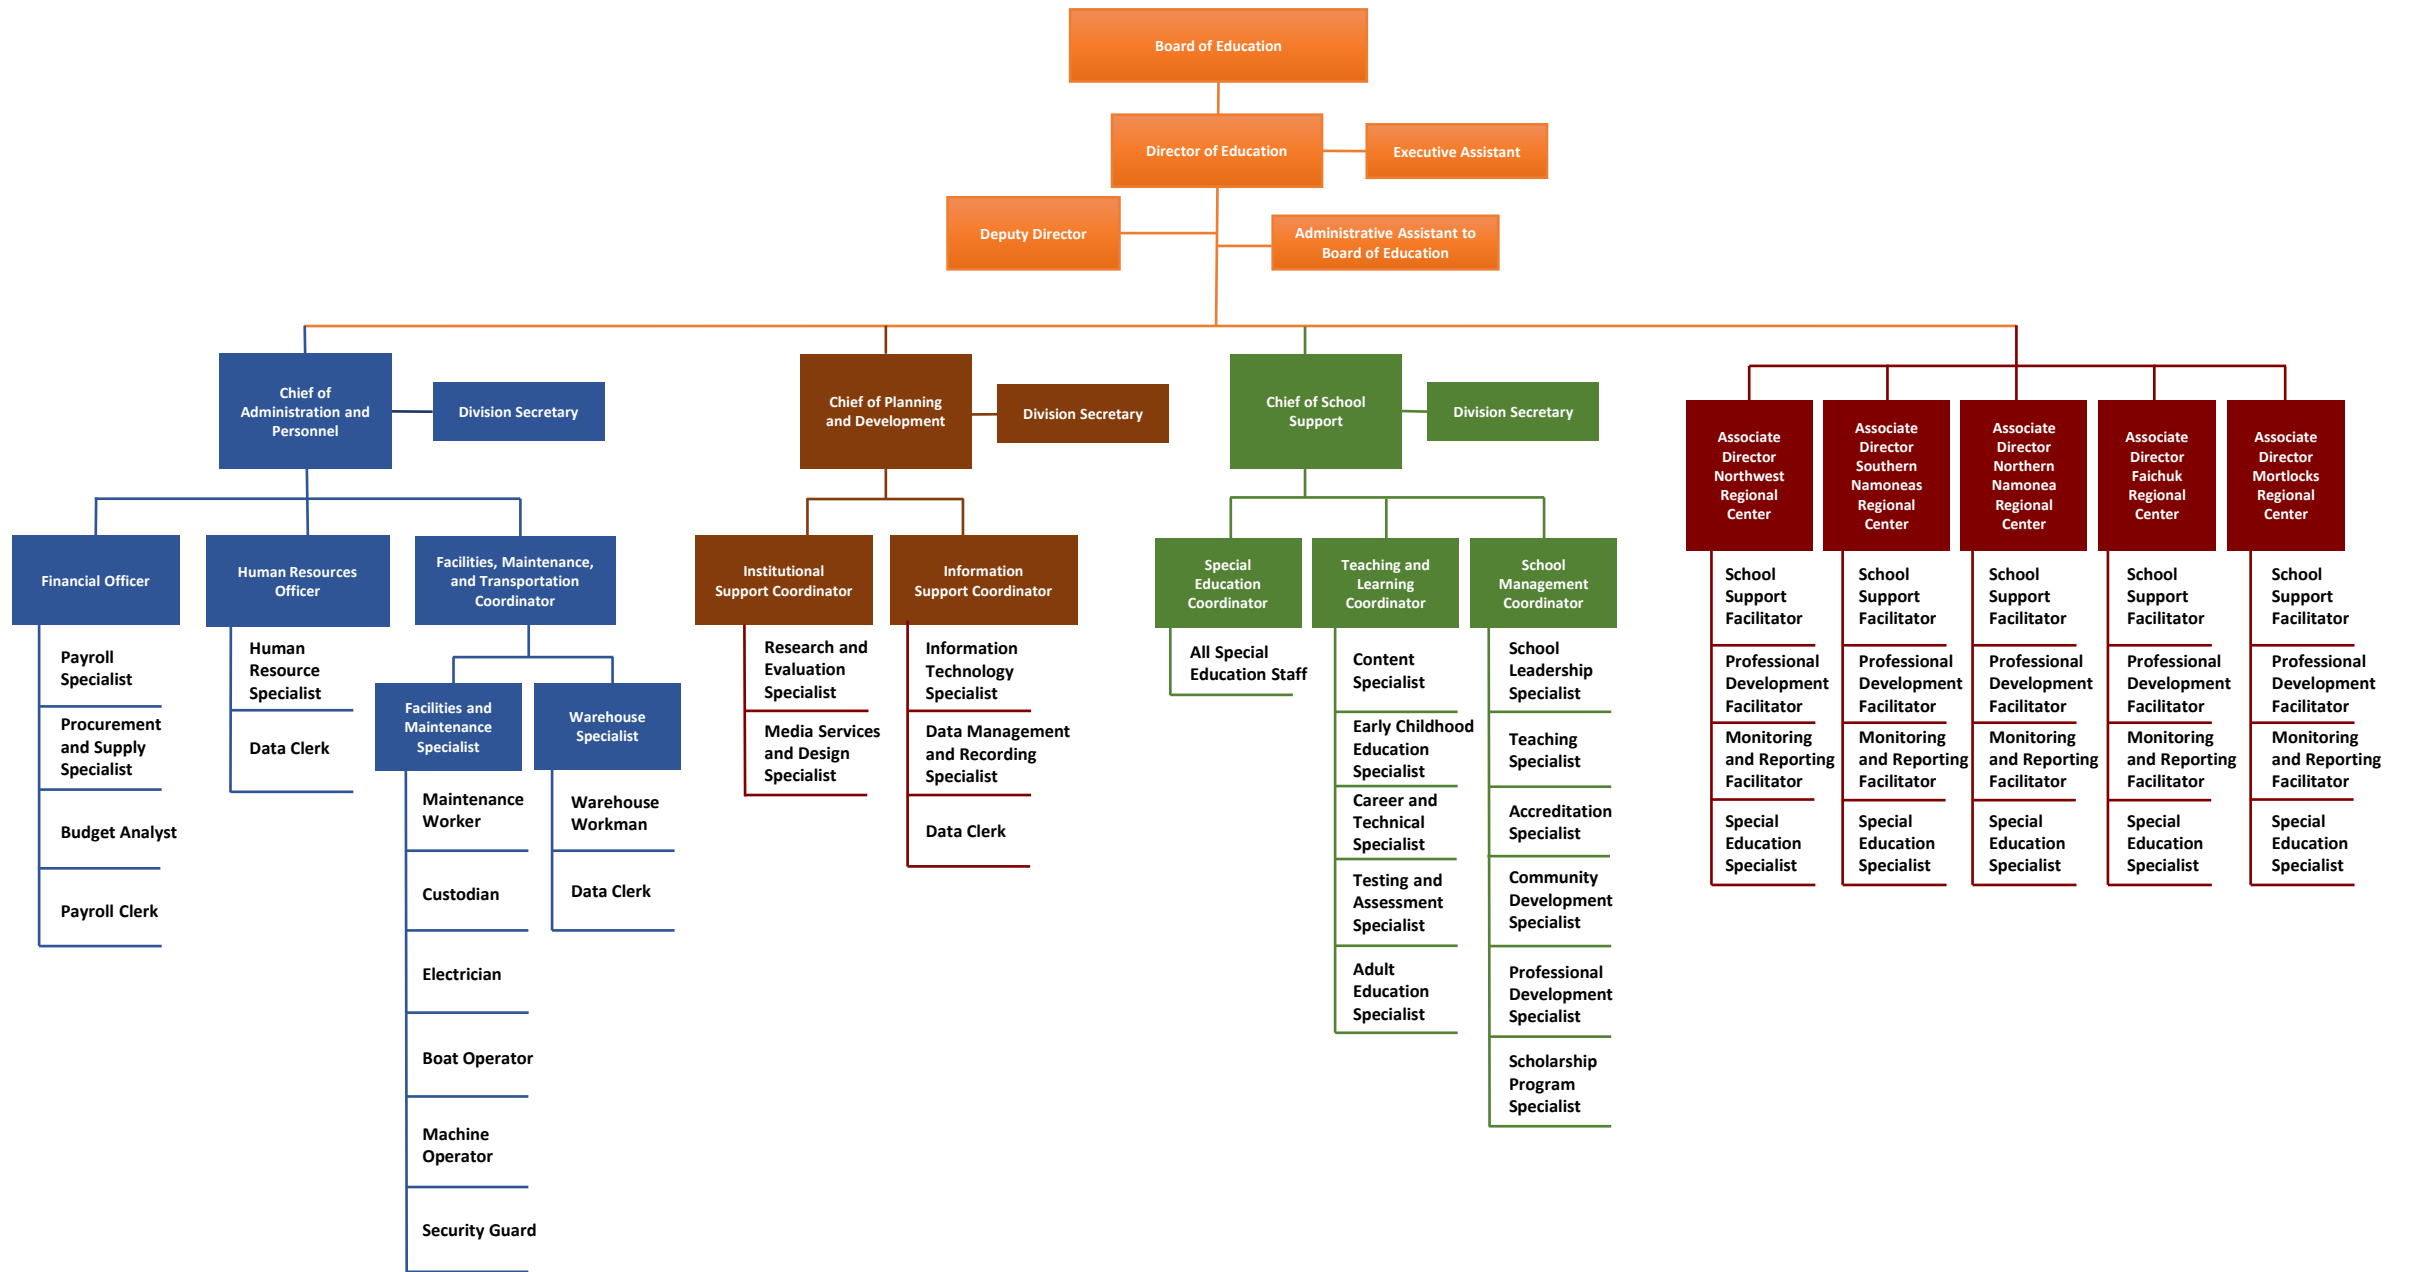 Board of Education
Director of Education
Executive Assistant
Deputy Director
Administrative Assistant to
Board of Education
Chief of
Administration and
Personnel
Division Secretary
Chief of Planning
and Development
Division Secretary
Chief of School
Support
Division Secretary
Associate
Director
Northwest
Regional
Center
Associate
Director
Southern
Namoneas
Regional
Center
Associate
Director
Northern
Namonea
Regional
Center
Associate
Director
Faichuk
Regional
Center
Associate
Director
Mortlocks
Regional
Center
Financial Officer
Human Resources
Officer
Facilities, Maintenance,
and Transportation
Coordinator
Institutional
Support Coordinator
Information
Support Coordinator
Special
Education
Coordinator
Teaching and
Learning
Coordinator
School
Management
Coordinator
Payroll
Specialist
Procurement
and Supply
Specialist
Budget Analyst
Payroll Clerk
Human
Resource
Specialist
Data Clerk
Facilities and
Maintenance
Specialist
Warehouse
Specialist
Maintenance
Worker
Custodian
Electrician
Boat Operator
Machine
Operator
Security Guard
Warehouse
Workman
Data Clerk
Research and
Evaluation
Specialist
Media Services
and Design
Specialist
Information
Technology
Specialist
Data Management
and Recording
Specialist
Data Clerk
All Special
Education Staff
Content
Specialist
Early Childhood
Education
Specialist
Career and
Technical
Specialist
Testing and
Assessment
Specialist
Adult
Education
Specialist
School
Leadership
Specialist
Teaching
Specialist
Accreditation
Specialist
Community
Development
Specialist
Professional
Development
Specialist
Scholarship
Program
Specialist
School
Support
Facilitator
Professional
Development
Facilitator
Monitoring
and Reporting
Facilitator
Special
Education
Specialist
School
Support
Facilitator
Professional
Development
Facilitator
Monitoring
and Reporting
Facilitator
Special
Education
Specialist
School
Support
Facilitator
Professional
Development
Facilitator
Monitoring
and Reporting
Facilitator
Special
Education
Specialist
School
Support
Facilitator
Professional
Development
Facilitator
Monitoring
and Reporting
Facilitator
Special
Education
Specialist
School
Support
Facilitator
Professional
Development
Facilitator
Monitoring
and Reporting
Facilitator
Special
Education
Specialist